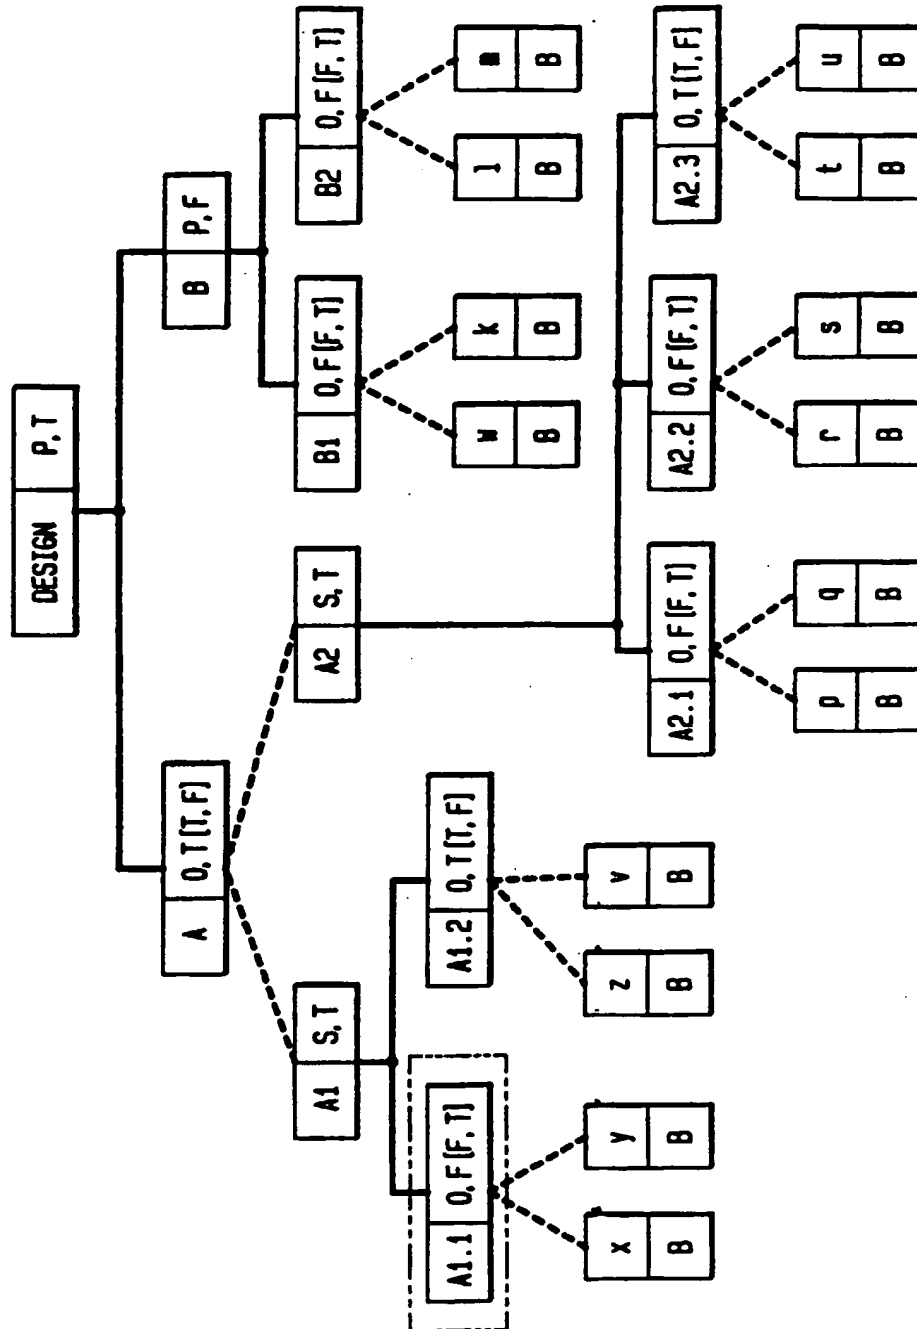 DESIGN P,T
A O,T[T,F]
B P,F
A1 S,T
A2 S,T
B1 O,F[F,T]
B2 O,F[F,T]
A1.1 O,F[F,T]
A1.2 O,T[T,F]
w
B
k
B
l
B
m
B
x
B
y
B
z
B
v
B
A2.1 O,F[F,T]
A2.2 O,F[F,T]
A2.3 O,T[T,F]
p
B
q
B
r
B
s
B
t
B
u
B